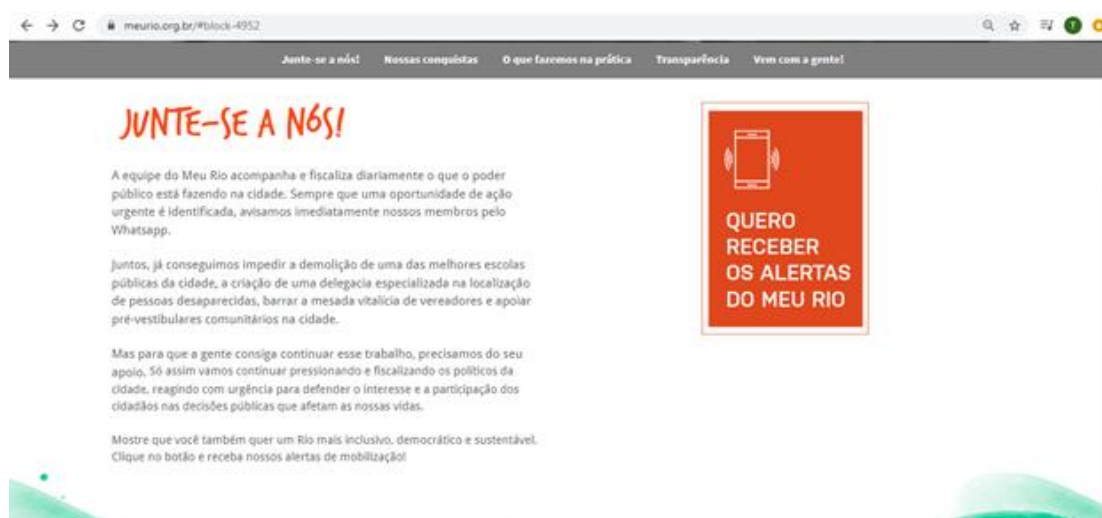 meurio.org.br/#block-4952
Junte-se a nós! Nossas conquistas O que fazemos na prática Transparência Vem com a gente!
JUNTE-SE A NÓS!
A equipe do Meu Rio acompanha e fiscaliza diariamente o que o poder
público está fazendo na cidade. Sempre que uma oportunidade de ação
urgente é identificada, avisamos imediatamente nossos membros pelo
Whatsapp.
Juntos, já conseguimos impedir a demolição de uma das melhores escolas
públicas da cidade, a criação de uma delegacia especializada na localização
de pessoas desaparecidas, barrar a mesada vitalícia de vereadores e apoiar
pré-vestibulares comunitários na cidade.
Mas para que a gente consiga continuar esse trabalho, precisamos do seu
apoio. Só assim vamos continuar pressionando e fiscalizando os políticos da
cidade, reagindo com urgência para defender o interesse e a participação dos
cidadãos nas decisões públicas que afetam as nossas vidas.
Mostre que você também quer um Rio mais inclusivo, democrático e sustentável.
Clique no botão e receba nossos alertas de mobilização!
QUERO
RECEBER
OS ALERTAS
DO MEU RIO